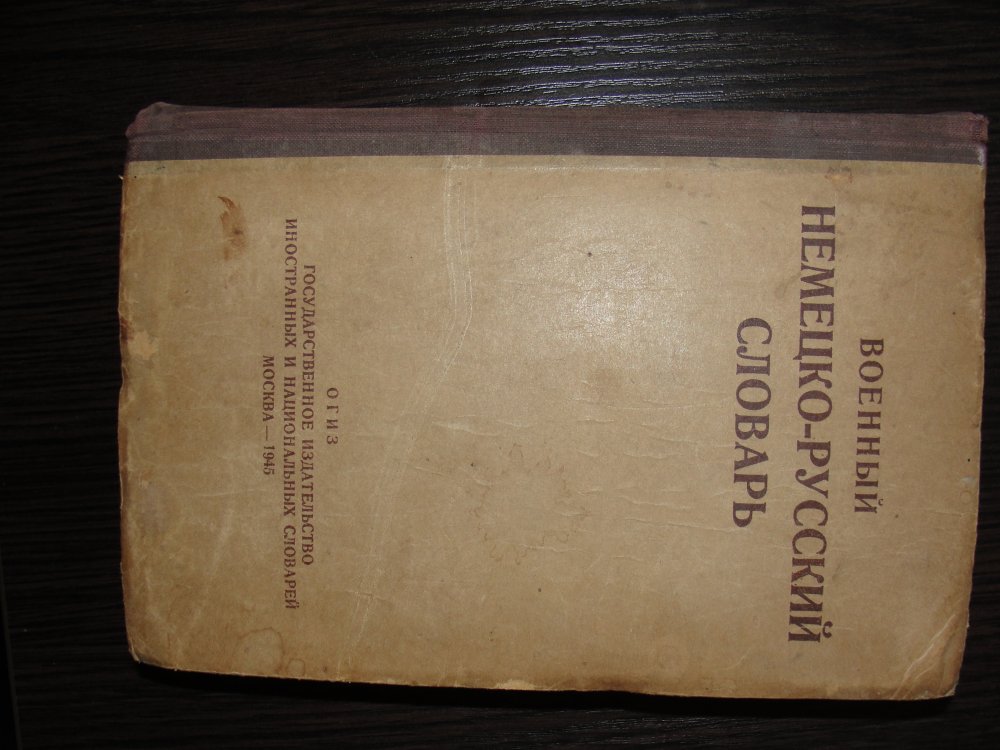 ВОЕННЫЙ
НЕМЕЦКО-РУССКИЙ
СЛОВАРЬ
ОГИЗ
ГОСУДАРСТВЕННОЕ ИЗДАТЕЛЬСТВО
ИНОСТРАННЫХ И НАЦИОНАЛЬНЫХ СЛОВАРЕЙ
МОСКВА — 1945